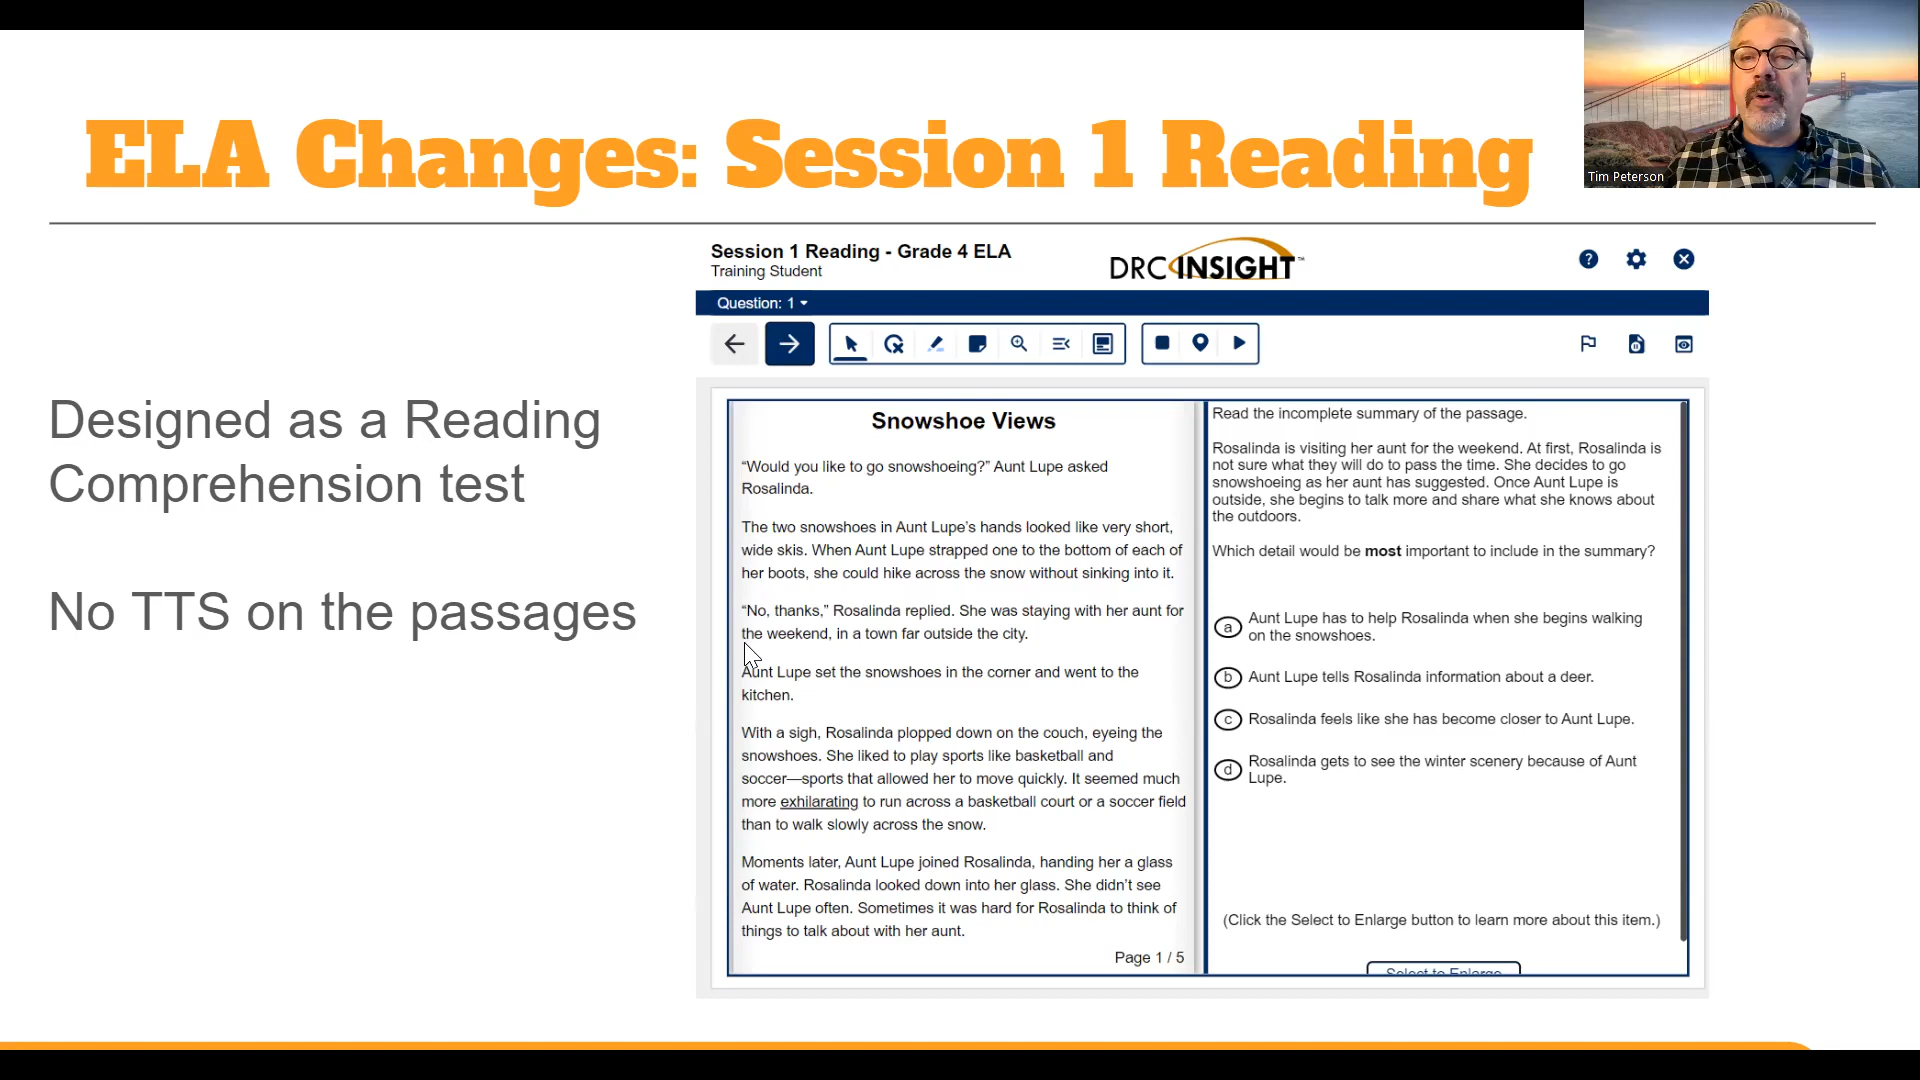 ELA Changes: Session 1 Reading
Tim Peterson
Designed as a Reading
Comprehension test
No TTS on the passages
Session 1 Reading - Grade 4 ELA
Training Student
DRC INSIGHT™
Question: 1
Snowshoe Views
“Would you like to go snowshoeing?” Aunt Lupe asked
Rosalinda.
The two snowshoes in Aunt Lupe’s hands looked like very short,
wide skis. When Aunt Lupe strapped one to the bottom of each of
her boots, she could hike across the snow without sinking into it.
“No, thanks,” Rosalinda replied. She was staying with her aunt for
the weekend, in a town far outside the city.
Aunt Lupe set the snowshoes in the corner and went to the
kitchen.
With a sigh, Rosalinda plopped down on the couch, eyeing the
snowshoes. She liked to play sports like basketball and
soccer—sports that allowed her to move quickly. It seemed much
more exhilarating to run across a basketball court or a soccer field
than to walk slowly across the snow.
Moments later, Aunt Lupe joined Rosalinda, handing her a glass
of water. Rosalinda looked down into her glass. She didn’t see
Aunt Lupe often. Sometimes it was hard for Rosalinda to think of
things to talk about with her aunt.
Page 1 / 5
Read the incomplete summary of the passage.
Rosalinda is visiting her aunt for the weekend. At first, Rosalinda is
not sure what they will do to pass the time. She decides to go
snowshoeing as her aunt has suggested. Once Aunt Lupe is
outside, she begins to talk more and share what she knows about
the outdoors.
Which detail would be most important to include in the summary?
a Aunt Lupe has to help Rosalinda when she begins walking
on the snowshoes.
b Aunt Lupe tells Rosalinda information about a deer.
c Rosalinda feels like she has become closer to Aunt Lupe.
d Rosalinda gets to see the winter scenery because of Aunt
Lupe.
(Click the Select to Enlarge button to learn more about this item.)
Select to Enlarge